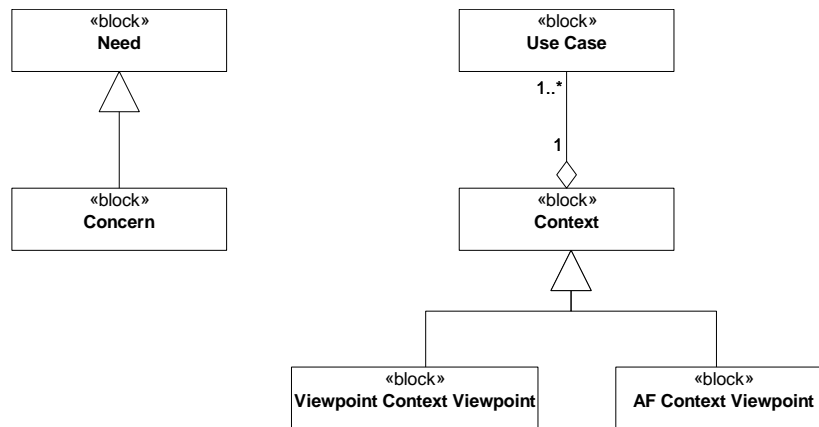 «block»
Need
«block»
Use Case
1..*
1
«block»
Concern
«block»
Context
«block»
Viewpoint Context Viewpoint
«block»
AF Context Viewpoint